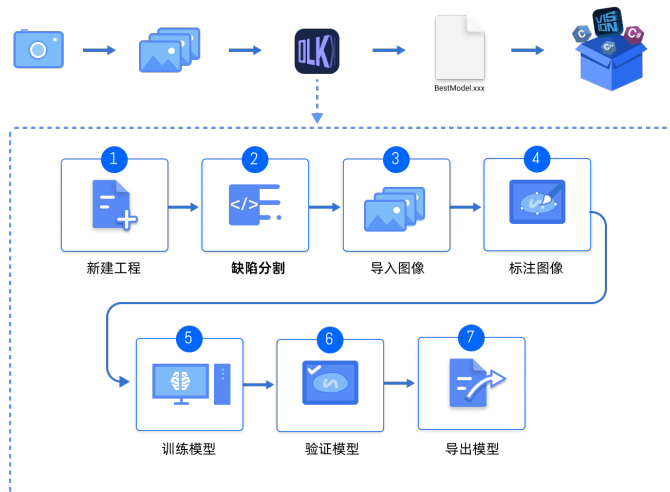 DLK
VISION
C
C#
C++
BestModel.xxx
1
2
3
4
</>
新建工程
缺陷分割
导入图像
标注图像
5
6
7
训练模型
验证模型
导出模型